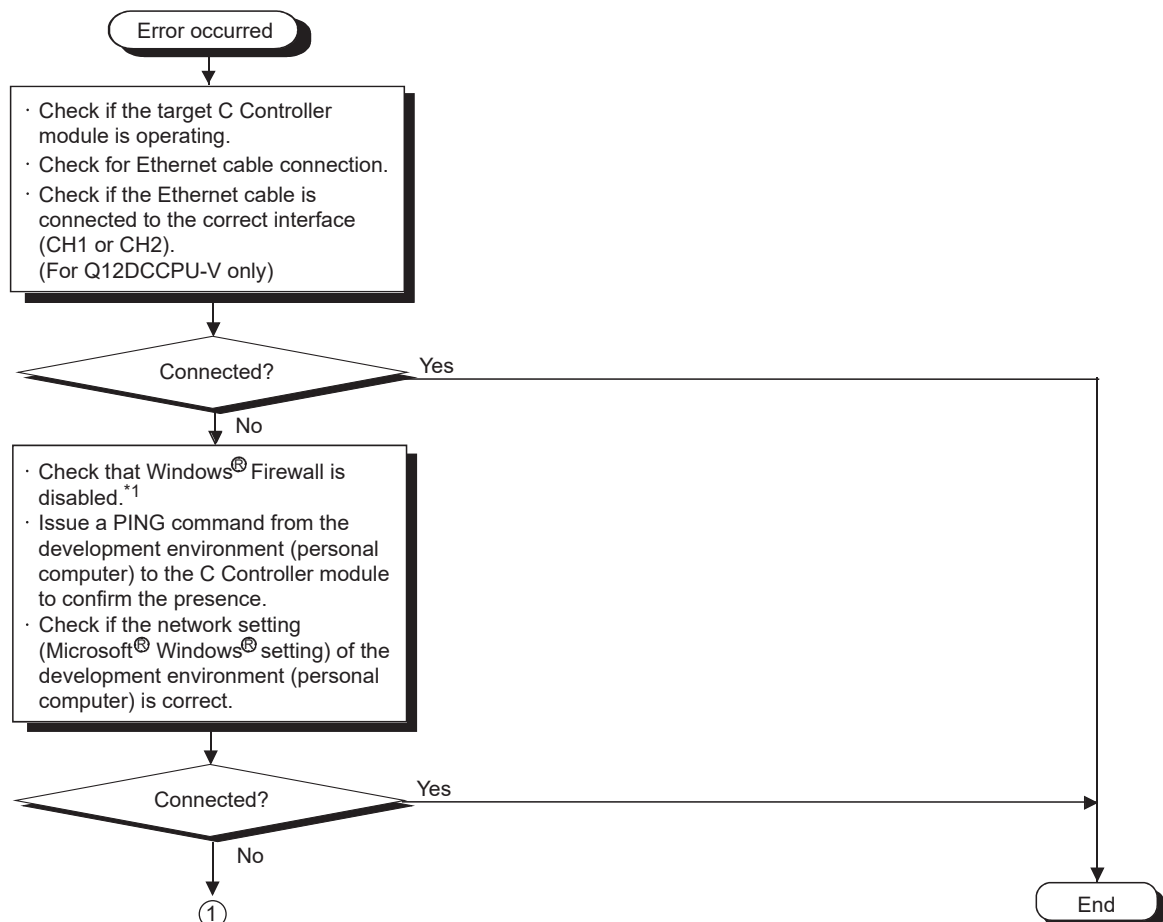 Error occurred
· Check if the target C Controller
module is operating.
· Check for Ethernet cable connection.
· Check if the Ethernet cable is
connected to the correct interface
(CH1 or CH2).
(For Q12DCCPU-V only)
Connected?
Yes
No
· Check that Windows® Firewall is
disabled.*1
· Issue a PING command from the
development environment (personal
computer) to the C Controller module
to confirm the presence.
· Check if the network setting
(Microsoft® Windows® setting) of the
development environment (personal
computer) is correct.
Connected?
Yes
No
①
End